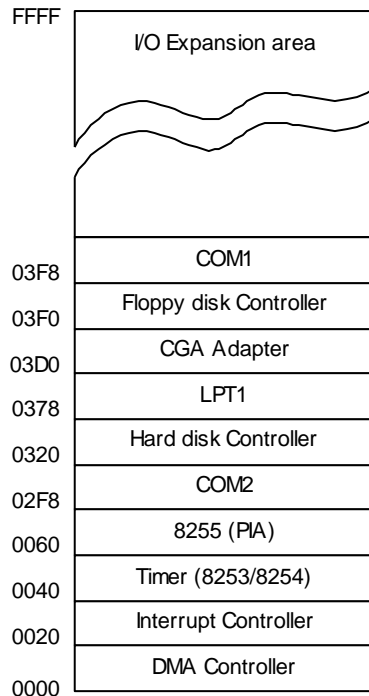 FFFF
I/O Expansion area
COM1
03F8
Floppy disk Controller
03F0
CGA Adapter
03D0
LPT1
0378
Hard disk Controller
0320
COM2
02F8
8255 (PIA)
0060
Timer (8253/8254)
0040
Interrupt Controller
0020
DMA Controller
0000